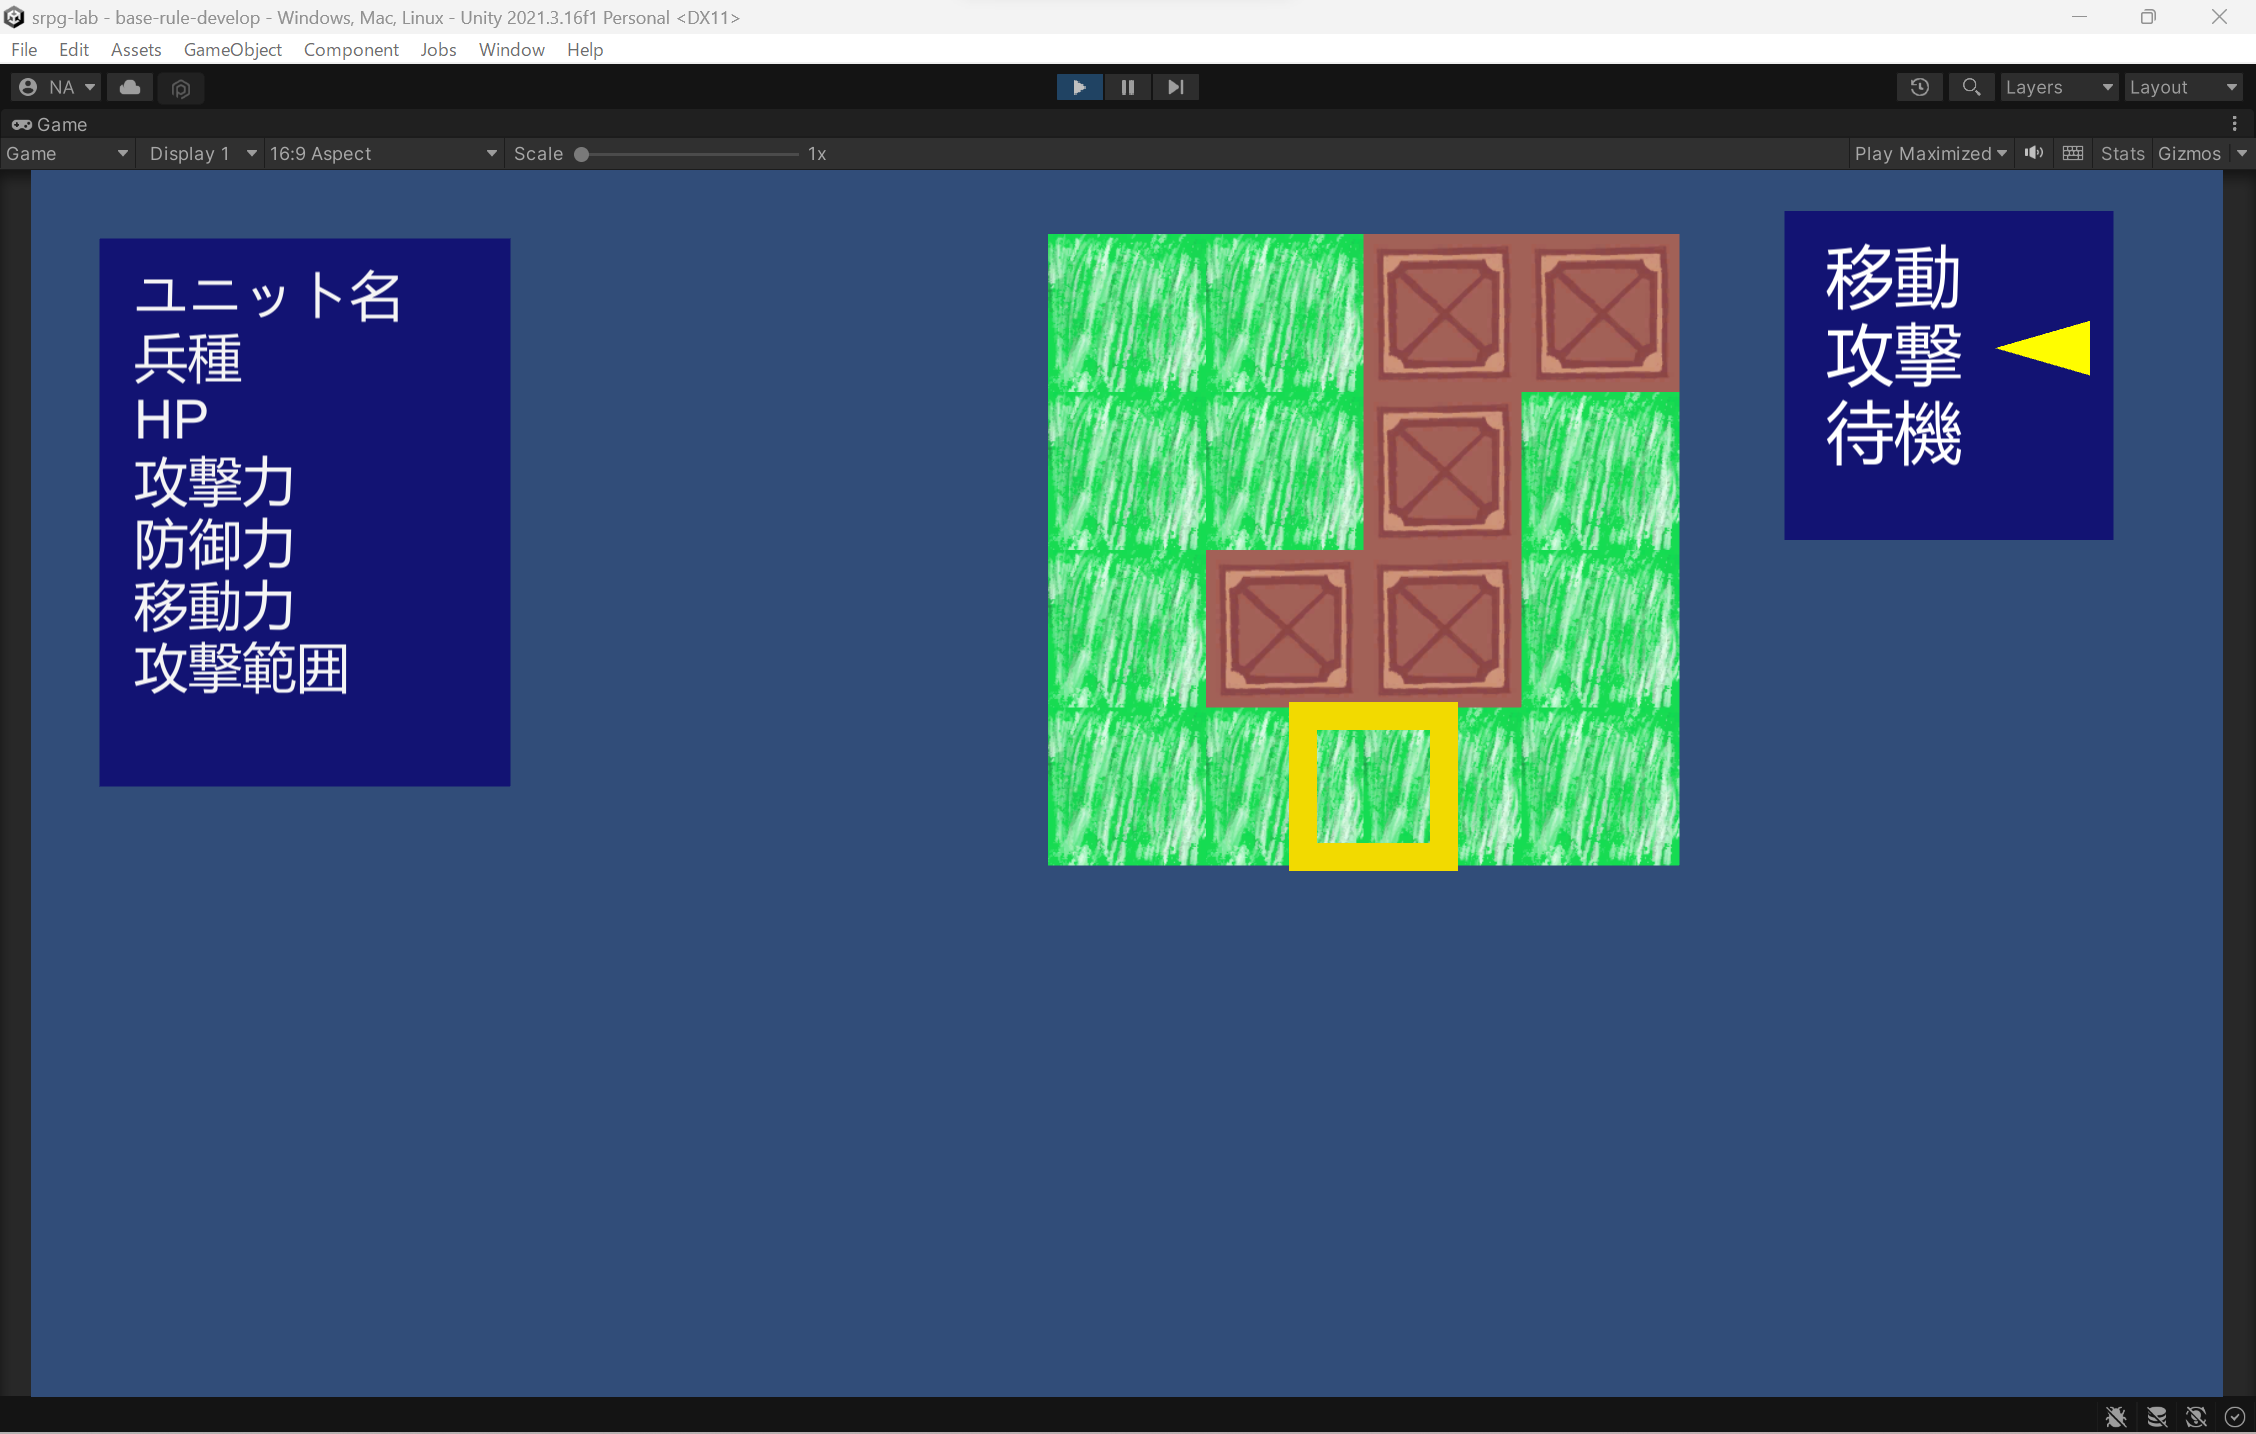 srpg-lab - base-rule-develop - Windows, Mac, Linux - Unity 2021.3.16f1 Personal <DX11>
File Edit Assets GameObject Component Jobs Window Help
NA Layers Layout
Game
Game Display 1 16:9 Aspect Scale 1x Play Maximized Stats Gizmos
ユニット名
兵種
HP
攻撃力
防御力
移動力
攻撃範囲
移動
攻撃
待機